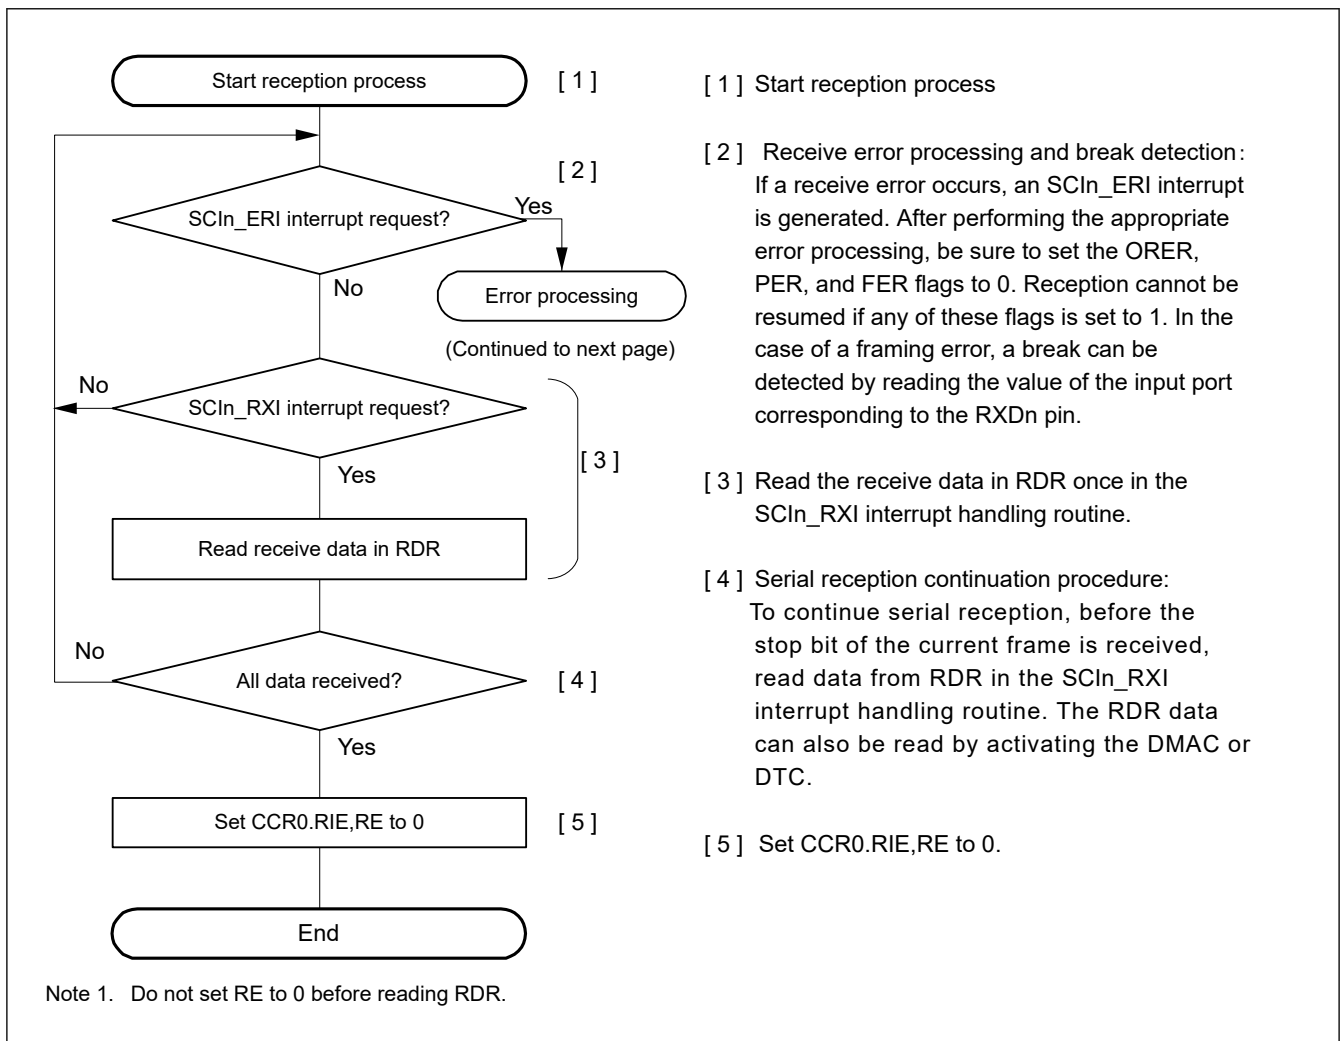 Start reception process
[ 1 ]
[ 2 ]
SCIn_ERI interrupt request?
Yes
No
Error processing
(Continued to next page)
No
SCIn_RXI interrupt request?
[ 3 ]
Yes
Read receive data in RDR
No
All data received?
[ 4 ]
Yes
Set CCR0.RIE,RE to 0
[ 5 ]
End
Note 1. Do not set RE to 0 before reading RDR.
[ 1 ] Start reception process
[ 2 ] Receive error processing and break detection:
If a receive error occurs, an SCIn_ERI interrupt
is generated. After performing the appropriate
error processing, be sure to set the ORER,
PER, and FER flags to 0. Reception cannot be
resumed if any of these flags is set to 1. In the
case of a framing error, a break can be
detected by reading the value of the input port
corresponding to the RXDn pin.
[ 3 ] Read the receive data in RDR once in the
SCIn_RXI interrupt handling routine.
[ 4 ] Serial reception continuation procedure:
To continue serial reception, before the
stop bit of the current frame is received,
read data from RDR in the SCIn_RXI
interrupt handling routine. The RDR data
can also be read by activating the DMAC or
DTC.
[ 5 ] Set CCR0.RIE,RE to 0.